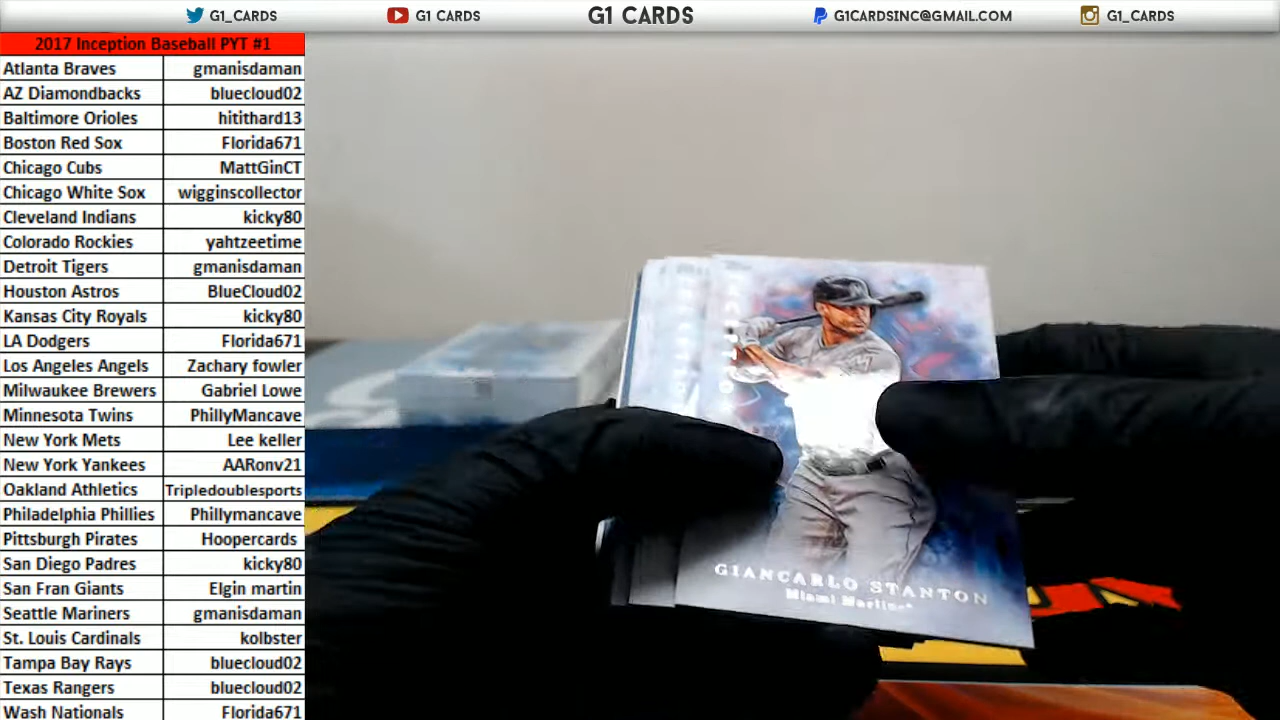 G1_CARDS G1 CARDS G1 CARDS G1CARDSINC@GMAIL.COM G1_CARDS
2017 Inception Baseball PYT #1
Atlanta Braves gmanisdaman
AZ Diamondbacks bluecloud02
Baltimore Orioles hitithard13
Boston Red Sox Florida671
Chicago Cubs MattGinCT
Chicago White Sox wigginscollector
Cleveland Indians kicky80
Colorado Rockies yahtzeetime
Detroit Tigers gmanisdaman
Houston Astros BlueCloud02
Kansas City Royals kicky80
LA Dodgers Florida671
Los Angeles Angels Zachary fowler
Milwaukee Brewers Gabriel Lowe
Minnesota Twins PhillyMancave
New York Mets Lee keller
New York Yankees AARonv21
Oakland Athletics Tripledoublesports
Philadelphia Phillies Phillymancave
Pittsburgh Pirates Hoopercards
San Diego Padres kicky80
San Fran Giants Elgin martin
Seattle Mariners gmanisdaman
St. Louis Cardinals kolbster
Tampa Bay Rays bluecloud02
Texas Rangers bluecloud02
Wash Nationals Florida671
GIANCARLO STANTON
Miami Marlins